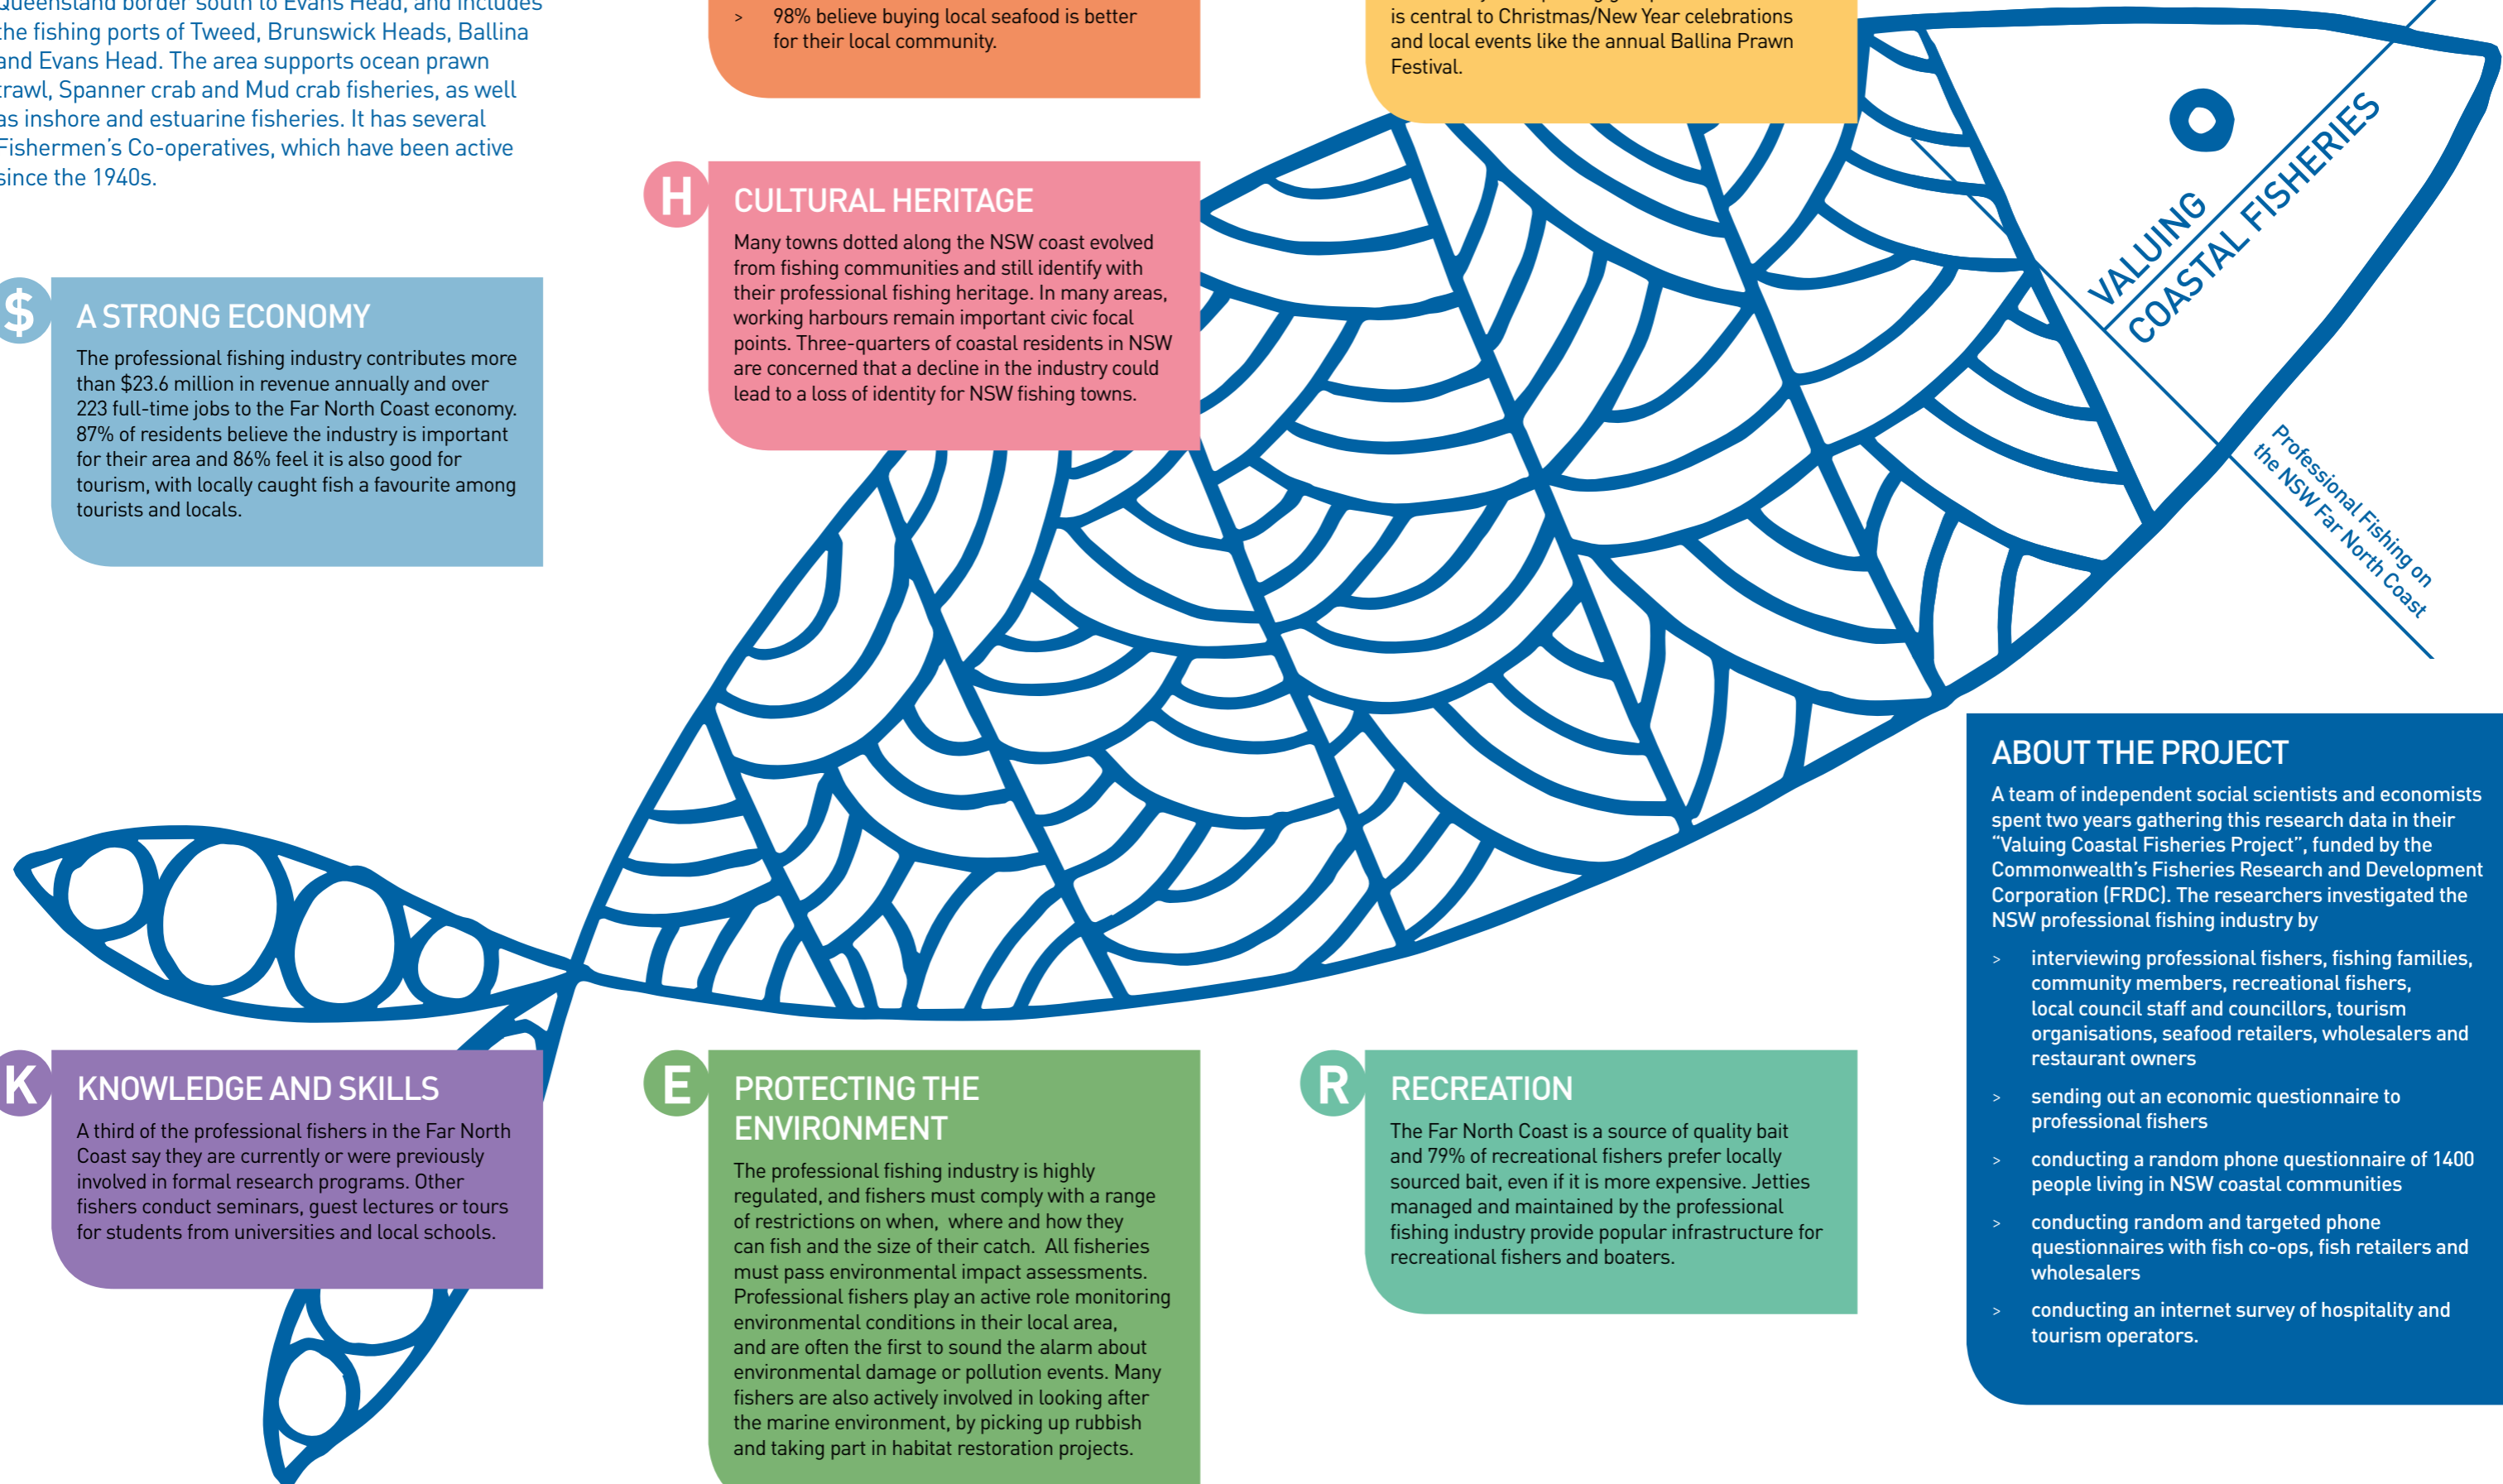 Queensland border south to Evans Head, and includes
the fishing ports of Tweed, Brunswick Heads, Ballina
and Evans Head. The area supports ocean prawn
trawl, Spanner crab and Mud crab fisheries, as well
as inshore and estuarine fisheries. It has several
Fishermen's Co-operatives, which have been active
since the 1940s.
> 98% believe buying local seafood is better
for their local community.
is central to Christmas/New Year celebrations
and local events like the annual Ballina Prawn
Festival.
VALUING
COASTAL FISHERIES
Professional Fishing on
the NSW Far North Coast
H
CULTURAL HERITAGE
Many towns dotted along the NSW coast evolved
from fishing communities and still identify with
their professional fishing heritage. In many areas,
working harbours remain important civic focal
points. Three-quarters of coastal residents in NSW
are concerned that a decline in the industry could
lead to a loss of identity for NSW fishing towns.
$
A STRONG ECONOMY
The professional fishing industry contributes more
than $23.6 million in revenue annually and over
223 full-time jobs to the Far North Coast economy.
87% of residents believe the industry is important
for their area and 86% feel it is also good for
tourism, with locally caught fish a favourite among
tourists and locals.
K
KNOWLEDGE AND SKILLS
A third of the professional fishers in the Far North
Coast say they are currently or were previously
involved in formal research programs. Other
fishers conduct seminars, guest lectures or tours
for students from universities and local schools.
E
PROTECTING THE
ENVIRONMENT
The professional fishing industry is highly
regulated, and fishers must comply with a range
of restrictions on when, where and how they
can fish and the size of their catch. All fisheries
must pass environmental impact assessments.
Professional fishers play an active role monitoring
environmental conditions in their local area,
and are often the first to sound the alarm about
environmental damage or pollution events. Many
fishers are also actively involved in looking after
the marine environment, by picking up rubbish
and taking part in habitat restoration projects.
R
RECREATION
The Far North Coast is a source of quality bait
and 79% of recreational fishers prefer locally
sourced bait, even if it is more expensive. Jetties
managed and maintained by the professional
fishing industry provide popular infrastructure for
recreational fishers and boaters.
ABOUT THE PROJECT
A team of independent social scientists and economists
spent two years gathering this research data in their
"Valuing Coastal Fisheries Project", funded by the
Commonwealth's Fisheries Research and Development
Corporation (FRDC). The researchers investigated the
NSW professional fishing industry by
> interviewing professional fishers, fishing families,
community members, recreational fishers,
local council staff and councillors, tourism
organisations, seafood retailers, wholesalers and
restaurant owners
> sending out an economic questionnaire to
professional fishers
> conducting a random phone questionnaire of 1400
people living in NSW coastal communities
> conducting random and targeted phone
questionnaires with fish co-ops, fish retailers and
wholesalers
> conducting an internet survey of hospitality and
tourism operators.